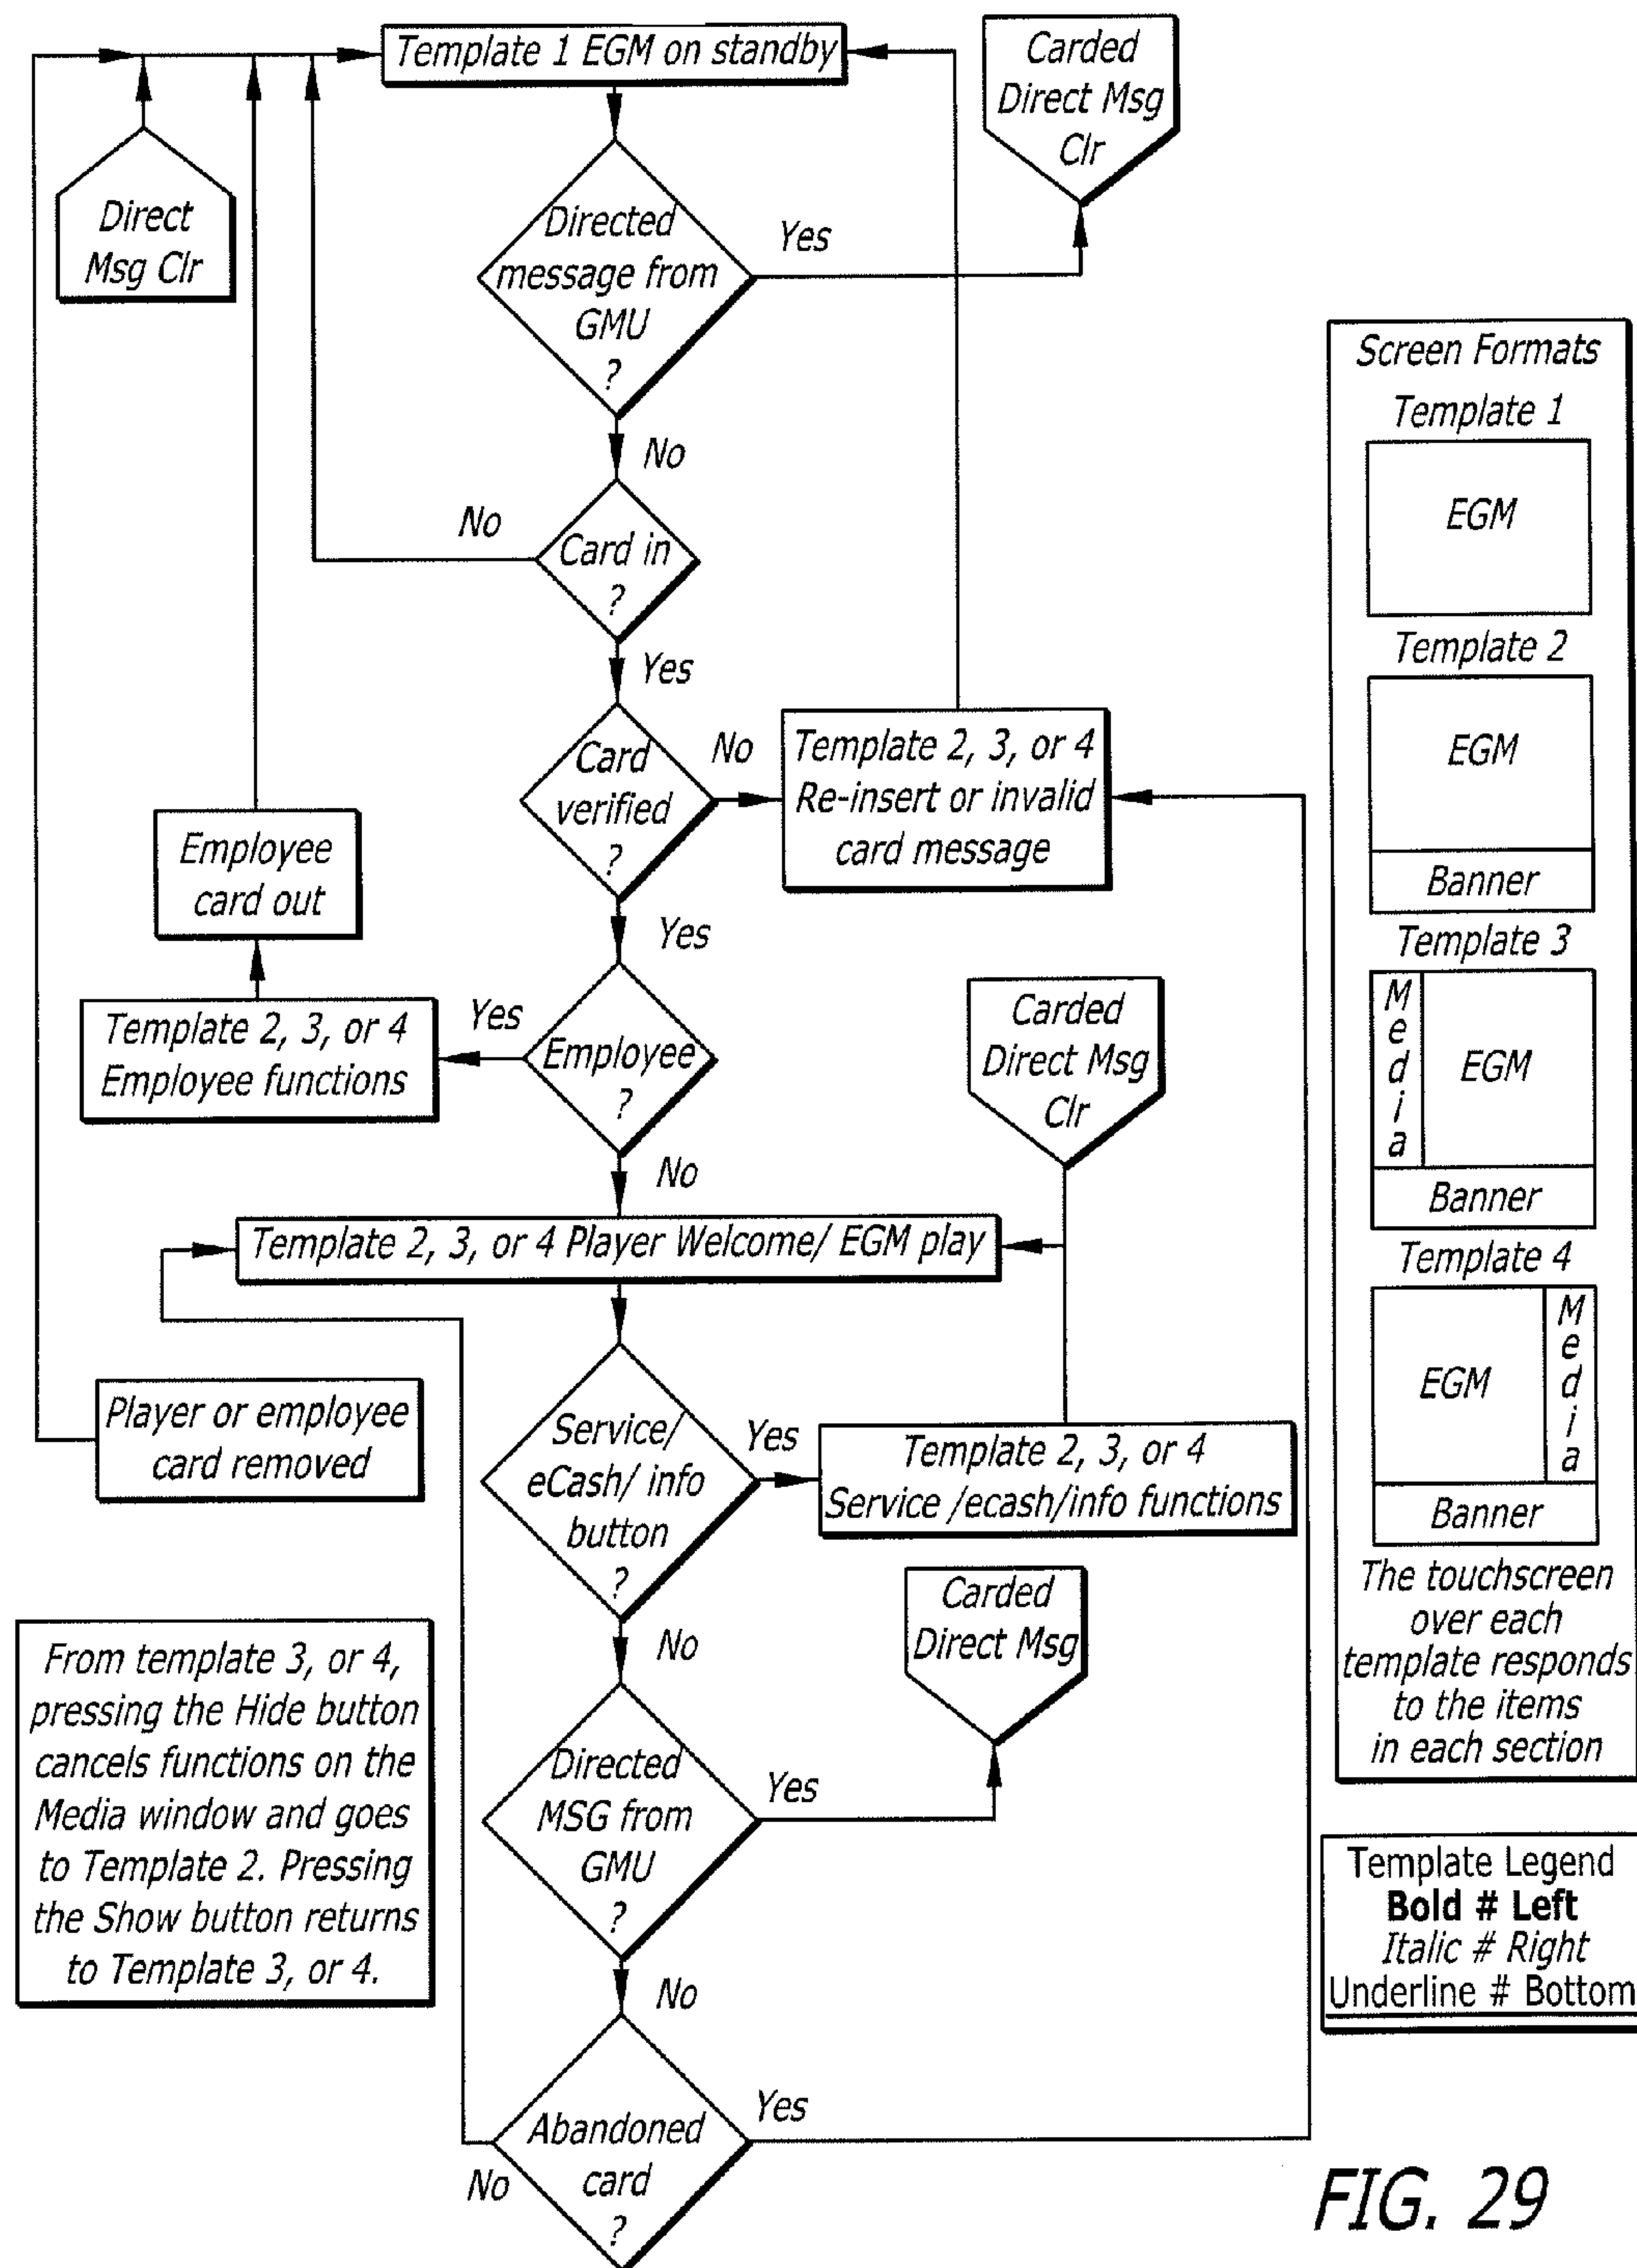 Template 1 EGM on standby
Carded
Direct Msg
Clr
Direct
Msg Clr
Directed
message from
GMU
?
Yes
No
Card in
?
No
Yes
Card
verified
?
No
Template 2, 3, or 4
Re-insert or invalid
card message
Yes
Employee
card out
Employee
?
Yes
Template 2, 3, or 4
Employee functions
No
Carded
Direct Msg
Clr
Template 2, 3, or 4 Player Welcome/ EGM play
Player or employee
card removed
Service/
eCash/ info
button
?
Yes
Template 2, 3, or 4
Service /ecash/info functions
No
Carded
Direct Msg
Directed
MSG from
GMU
?
Yes
No
From template 3, or 4,
pressing the Hide button
cancels functions on the
Media window and goes
to Template 2. Pressing
the Show button returns
to Template 3, or 4.
Abandoned
card
?
Yes
No
Screen Formats
Template 1
EGM
Template 2
EGM
Banner
Template 3
Media
EGM
Banner
Template 4
EGM
Media
Banner
The touchscreen
over each
template responds
to the items
in each section
Template Legend
Bold # Left
Italic # Right
Underline # Bottom
FIG. 29